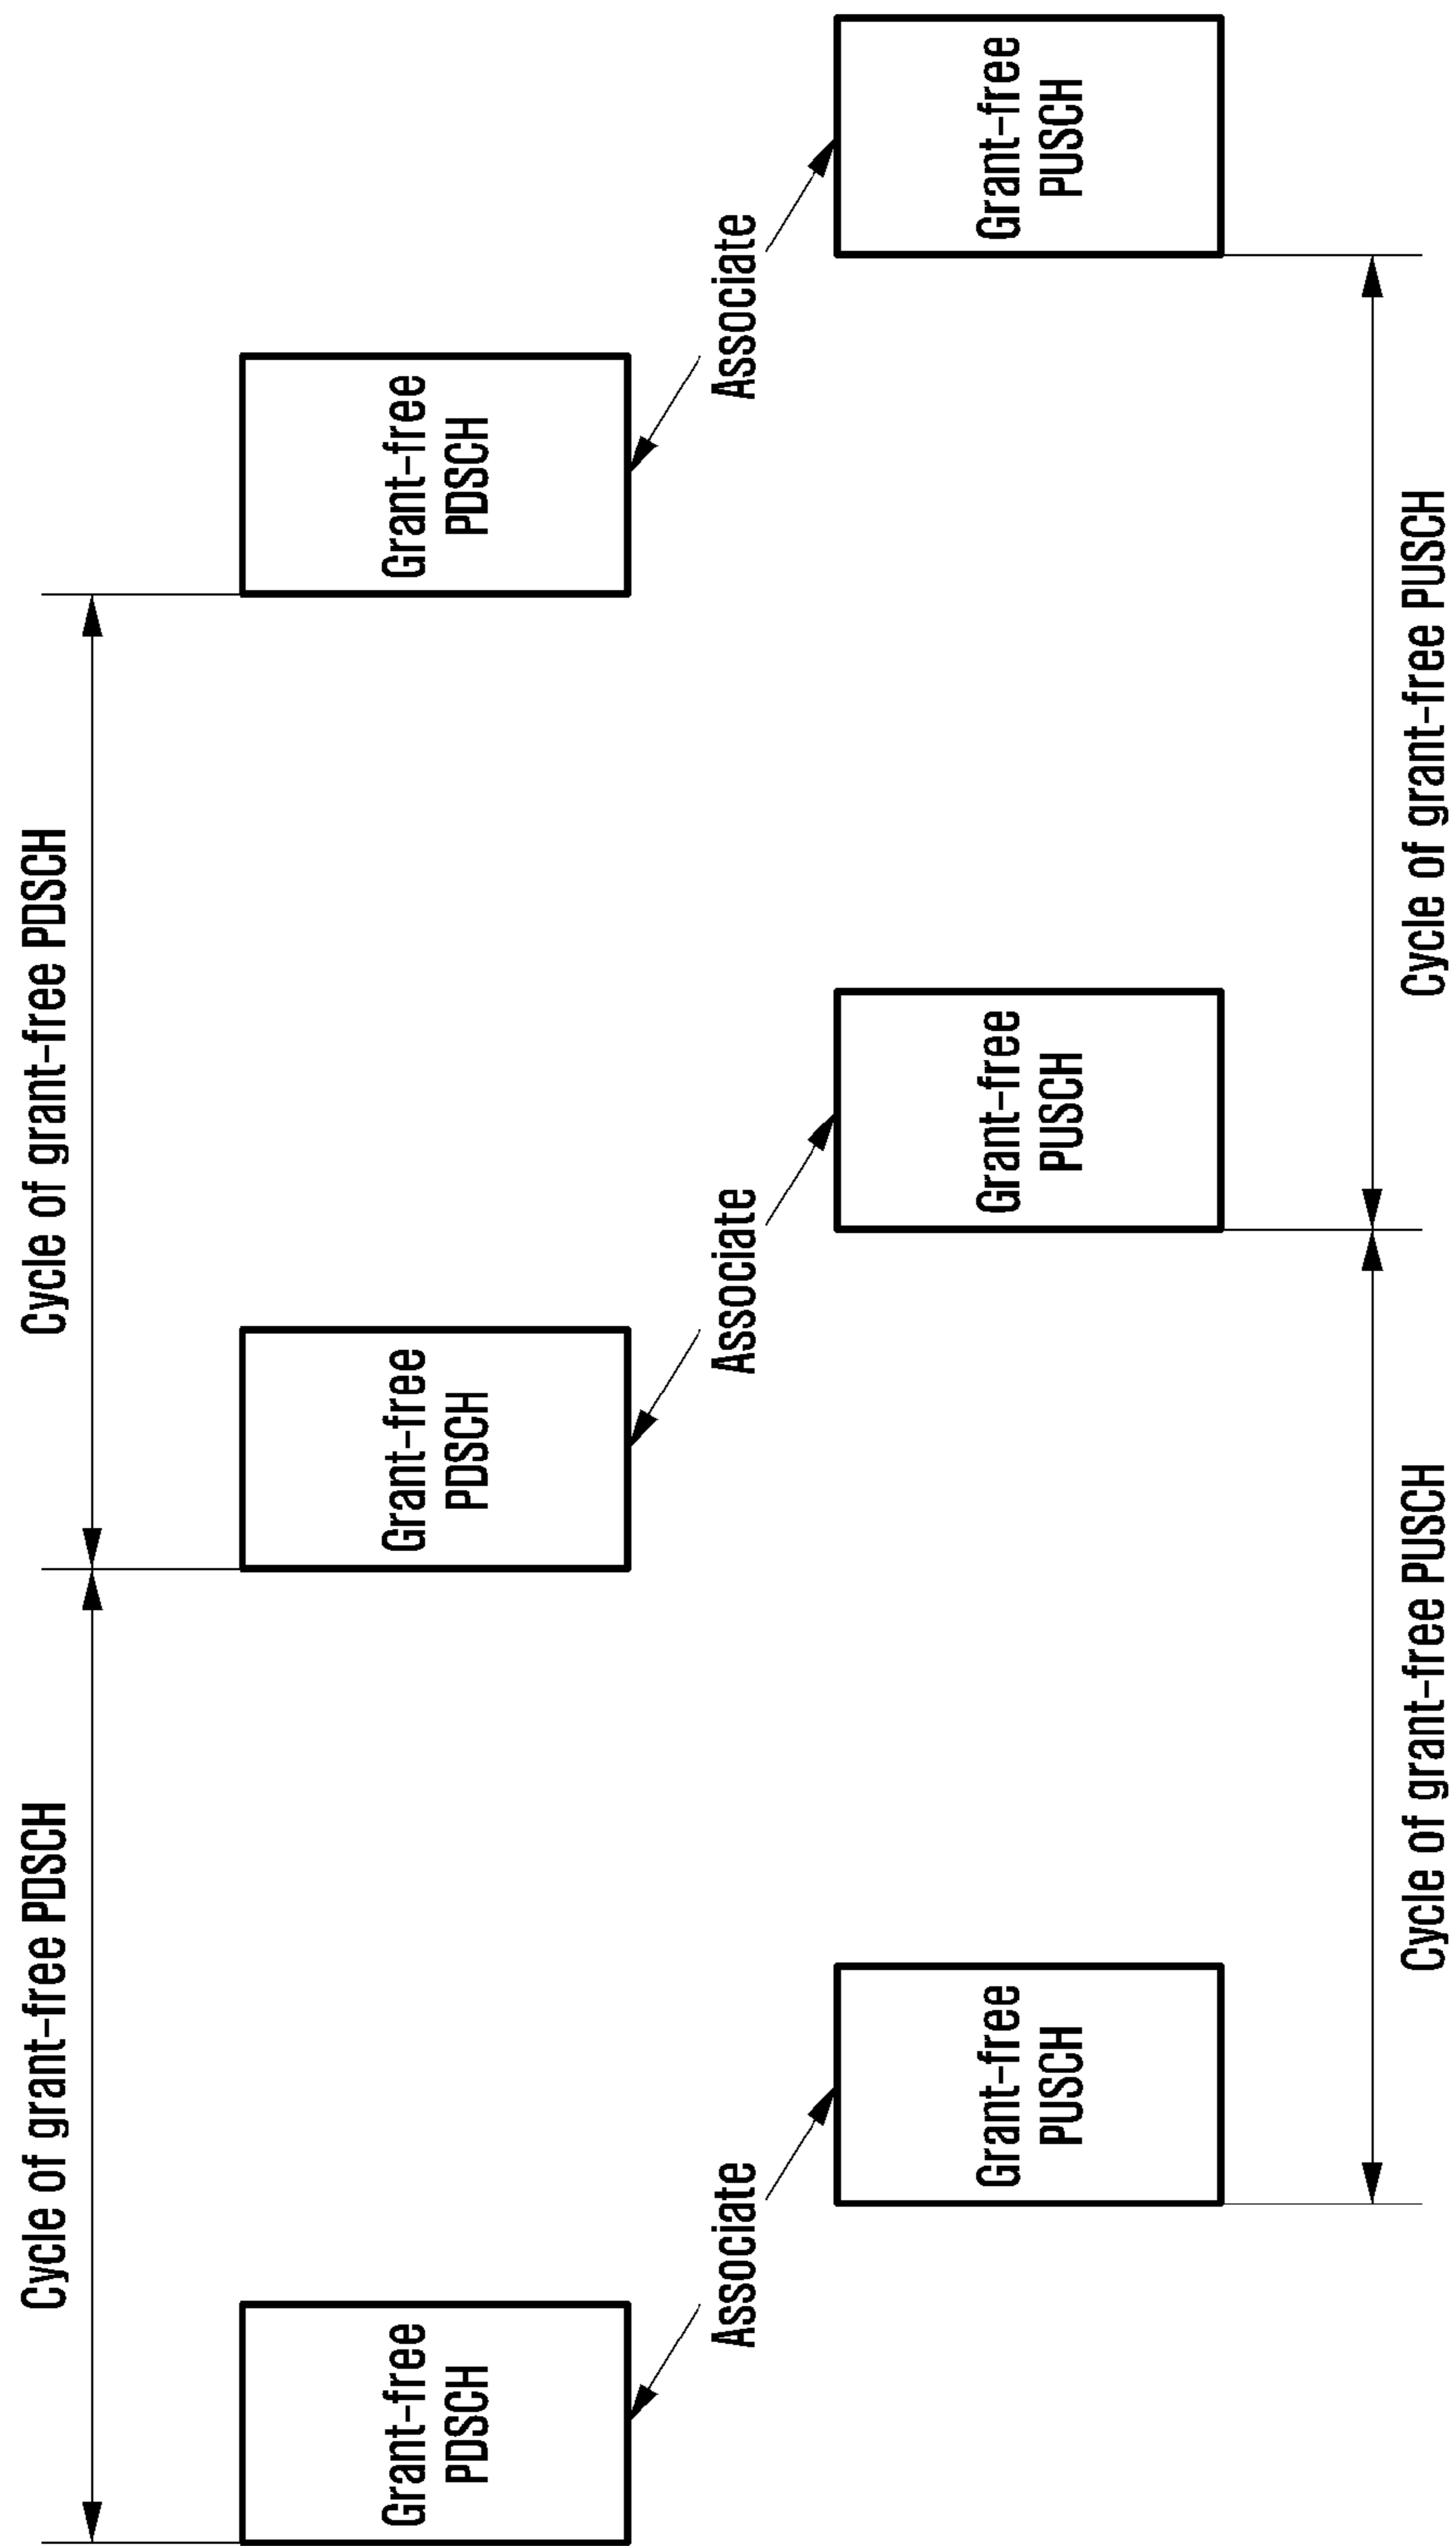 Cycle of grant-free PDSCH
Cycle of grant-free PDSCH
Grant-free
PDSCH
Grant-free
PDSCH
Grant-free
PDSCH
Associate
Associate
Associate
Grant-free
PUSCH
Grant-free
PUSCH
Grant-free
PUSCH
Cycle of grant-free PUSCH
Cycle of grant-free PUSCH